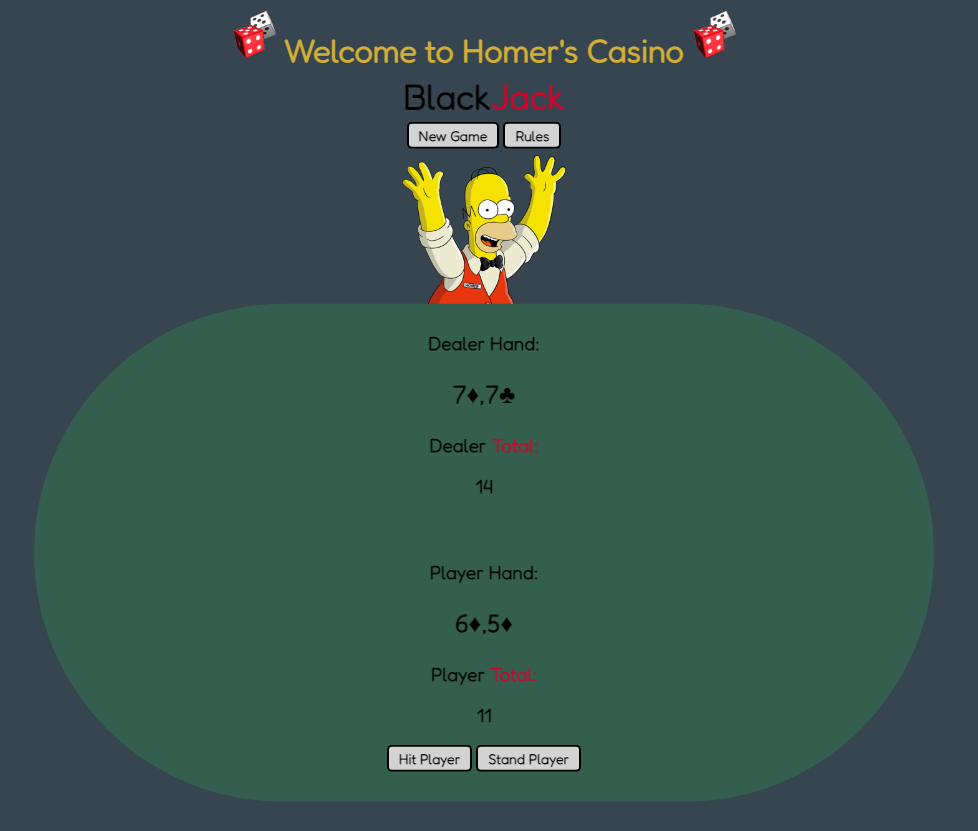 Welcome to Homer's Casino
BlackJack
New Game Rules
Dealer Hand:
7♦,7♣
Dealer Total:
14
Player Hand:
6♦,5♦
Player Total:
11
Hit Player Stand Player